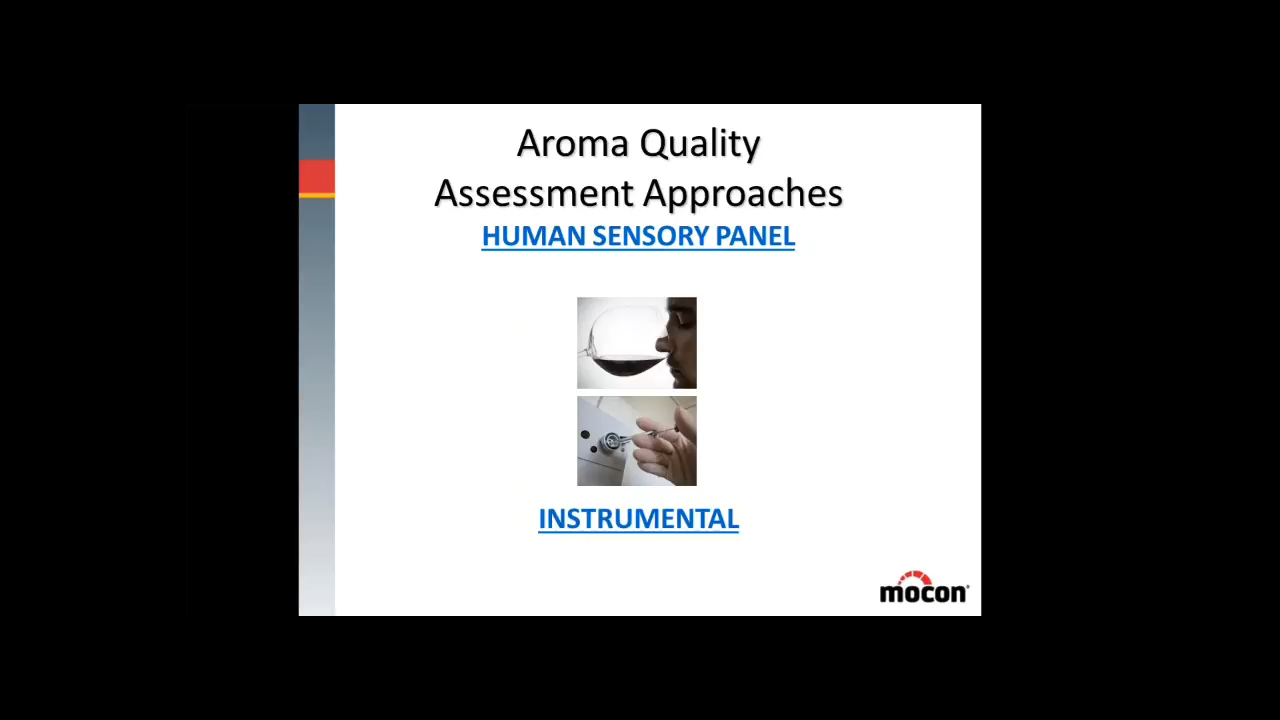 Aroma Quality
Assessment Approaches
HUMAN SENSORY PANEL
INSTRUMENTAL
mocon®